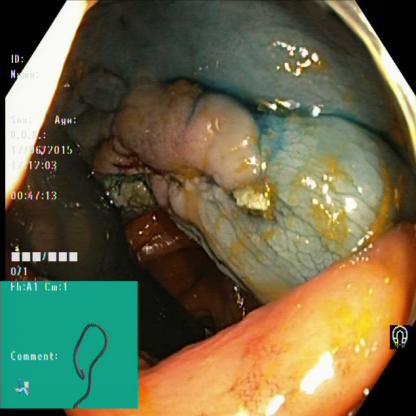 ID:
Name:
Sex: Age:
D.O.B.:
17/06/2015
12:03
00:47:13
0/1
Eh:A1 Cm:1
Comment: